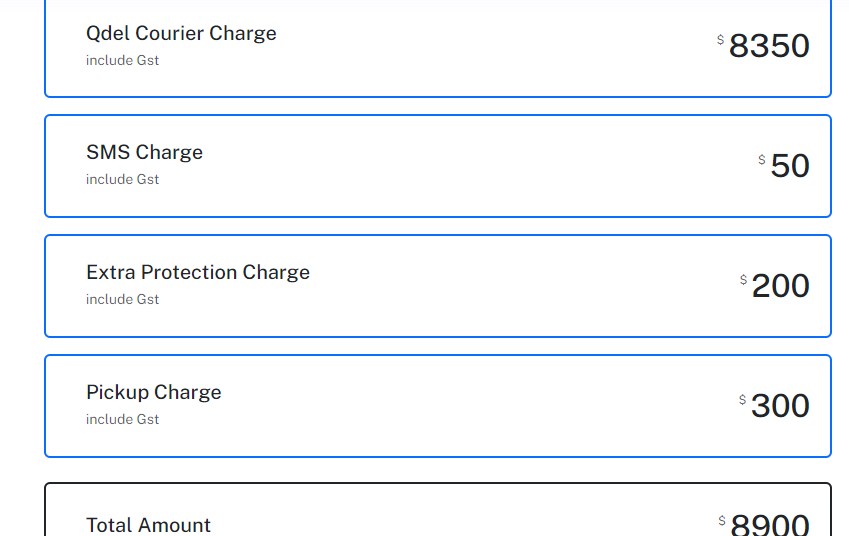 Qdel Courier Charge
include Gst
$ 8350
SMS Charge
include Gst
$ 50
Extra Protection Charge
include Gst
$ 200
Pickup Charge
include Gst
$ 300
Total Amount
$ 8900